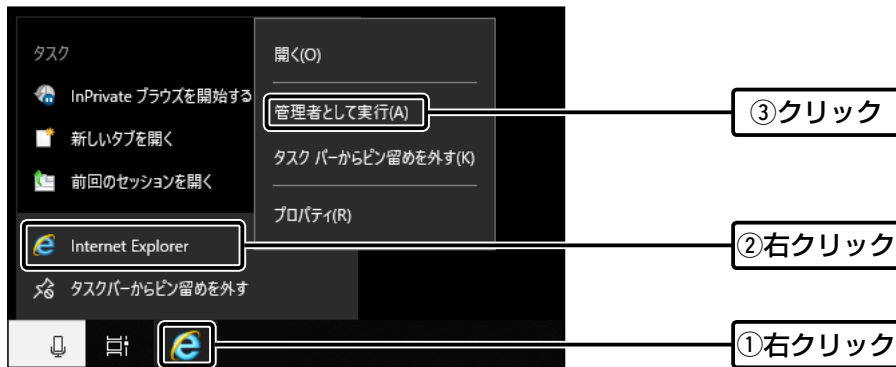 タスク
InPrivate ブラウズを開始する
新しいタブを開く
前回のセッションを開く
Internet Explorer
タスクバーからピン留めを外す
開く(O)
管理者として実行(A)
タスク バーからピン留めを外す(K)
プロパティ(R)
③クリック
②右クリック
①右クリック